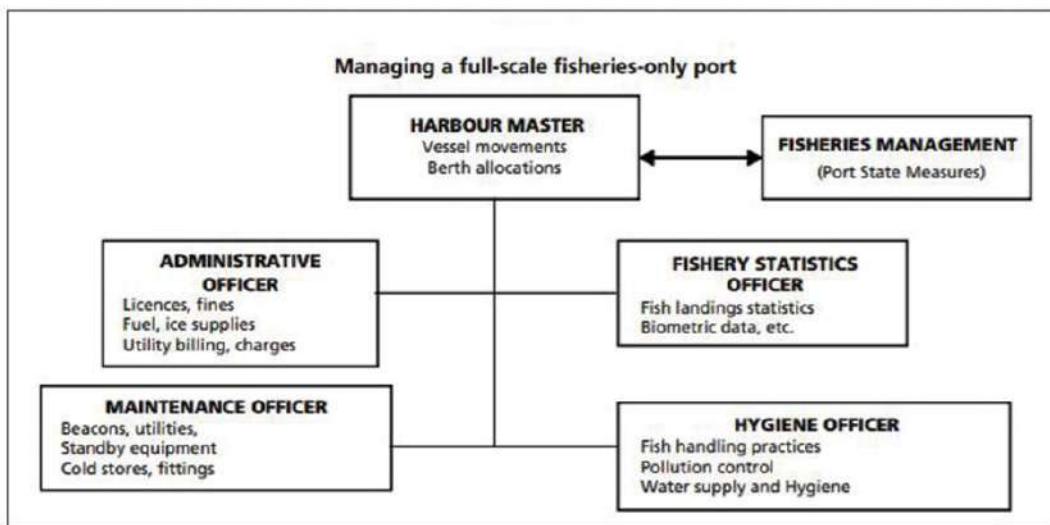 Managing a full-scale fisheries-only port
HARBOUR MASTER
Vessel movements
Berth allocations
FISHERIES MANAGEMENT
(Port State Measures)
ADMINISTRATIVE
OFFICER
Licences, fines
Fuel, ice supplies
Utility billing, charges
FISHERY STATISTICS
OFFICER
Fish landings statistics
Biometric data, etc.
MAINTENANCE OFFICER
Beacons, utilities,
Standby equipment
Cold stores, fittings
HYGIENE OFFICER
Fish handling practices
Pollution control
Water supply and Hygiene